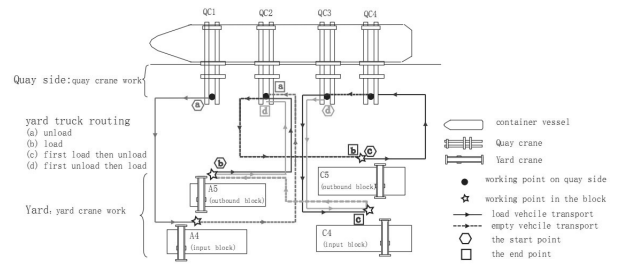 QC1 QC2 QC3 QC4
Quay side:quay crane work
a
a
d
d
yard truck routing
(a) unload
(b) load
(c) first load then unload
(d) first unload then load
b
b
c
c
Yard: yard crane work
A5
(outbound block)
A4
(input block)
C5
(outbound block)
C4
(input block)
container vessel
Quay crane
Yard crane
working point on quay side
working point in the block
load vehcile transport
empty vehcile transport
the start point
the end point